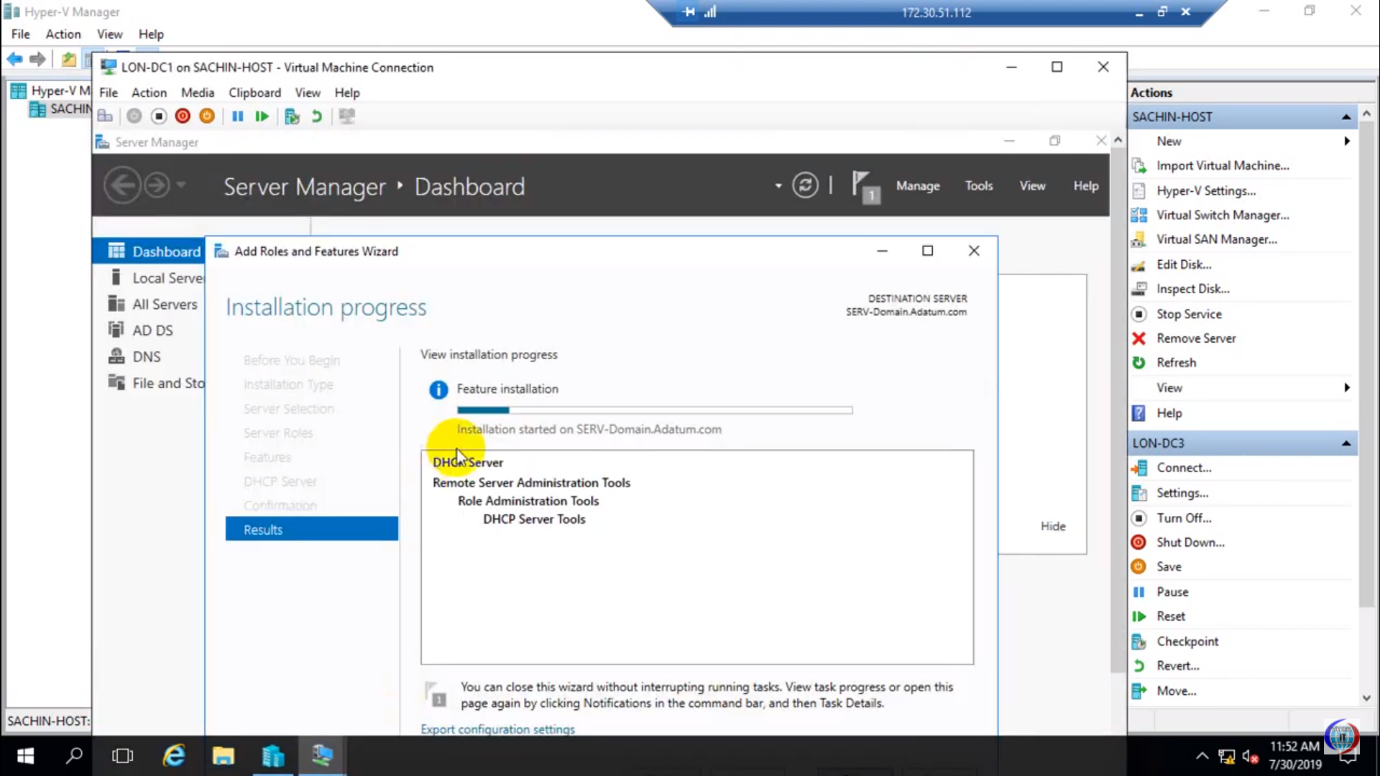 Hyper-V Manager
172.30.51.112
File Action View Help
Hyper-V M
SACHIN
LON-DC1 on SACHIN-HOST - Virtual Machine Connection
File Action Media Clipboard View Help
Server Manager
Server Manager Dashboard
1
Manage Tools View Help
Dashboard
Local Serve
All Servers
AD DS
DNS
File and Sto
Add Roles and Features Wizard
Installation progress
DESTINATION SERVER
SERV-Domain.Adatum.com
Before You Begin
Installation Type
Server Selection
Server Roles
Features
DHCP Server
Confirmation
Results
View installation progress
Feature installation
Installation started on SERV-Domain.Adatum.com
DHCP Server
Remote Server Administration Tools
Role Administration Tools
DHCP Server Tools
1
You can close this wizard without interrupting running tasks. View task progress or open this
page again by clicking Notifications in the command bar, and then Task Details.
Export configuration settings
Hide
Actions
SACHIN-HOST
New
Import Virtual Machine...
Hyper-V Settings...
Virtual Switch Manager...
Virtual SAN Manager...
Edit Disk...
Inspect Disk...
Stop Service
Remove Server
Refresh
View
Help
LON-DC3
Connect...
Settings...
Turn Off...
Shut Down...
Save
Pause
Reset
Checkpoint
Revert...
Move...
SACHIN-HOST:
11:52 AM
7/30/2019